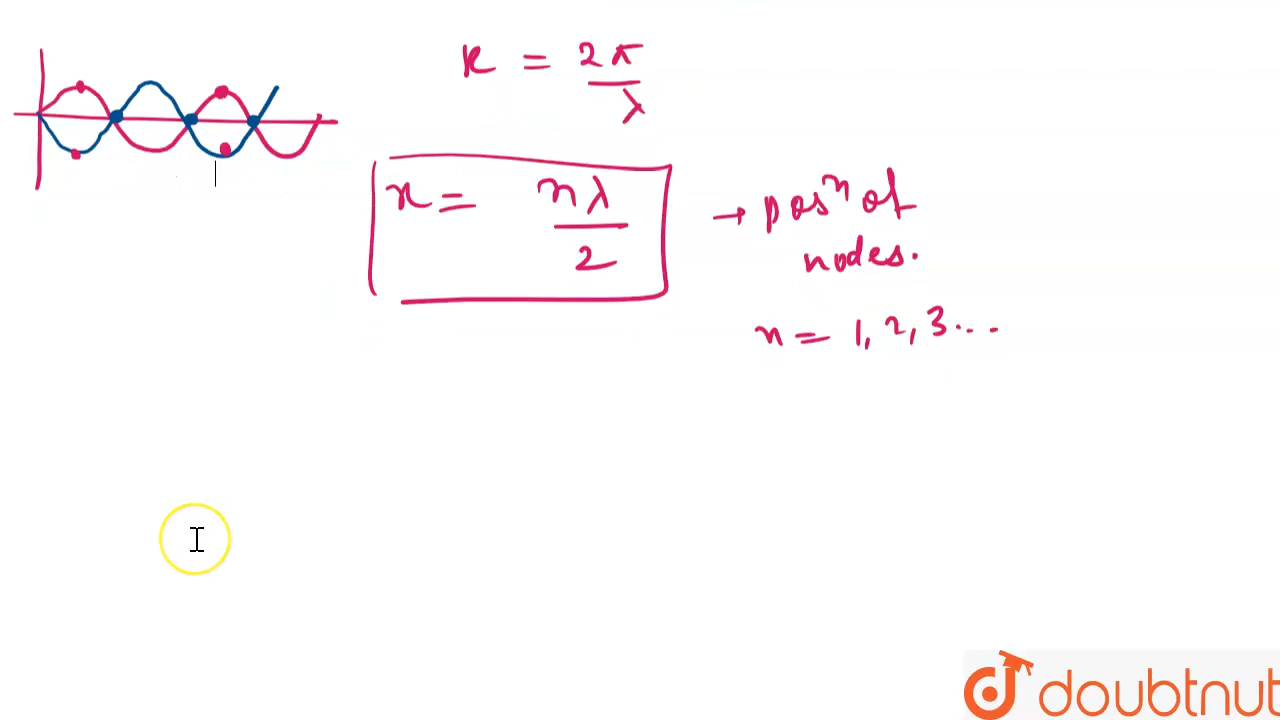 K = 2π/λ
x = nλ/2 → posⁿ of
nodes.
n = 1, 2, 3...
doubtnut